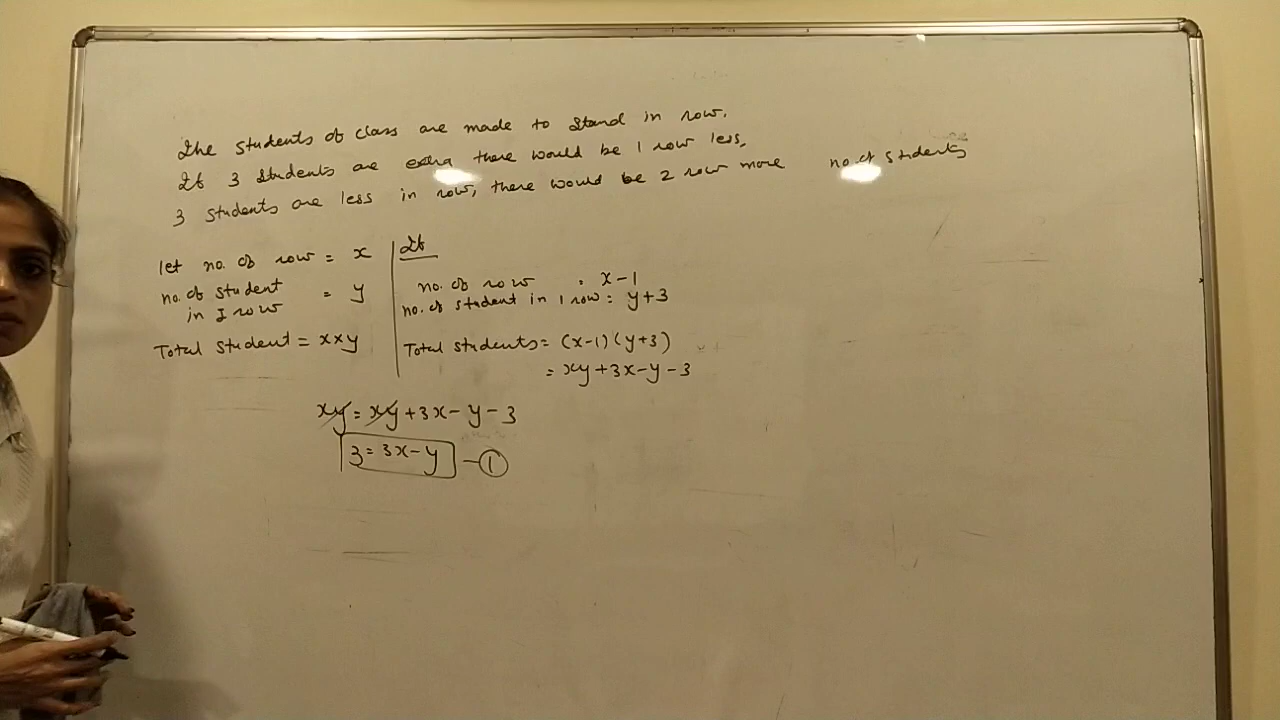 The students of class are made to stand in row.
If 3 students are extra there would be 1 row less,
3 students are less in row, there would be 2 row more no. of students
let no. of row = x
no. of student in 1 row = y
Total student = x×y
If
no. of row = x-1
no. of student in 1 row = y+3
Total students = (x-1)(y+3)
= xy+3x-y-3
xy = xy+3x-y-3
3 = 3x-y -①